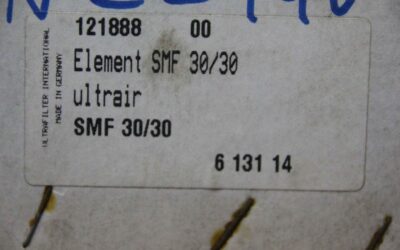 121888 00
Element SMF 30/30
ultrair
SMF 30/30
6 131 14
ULTRAFILTER INTERNATIONAL
MADE IN GERMANY